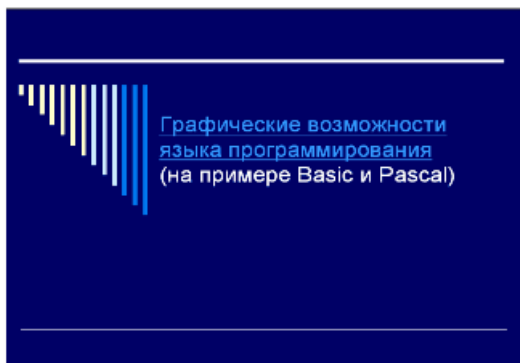 Графические возможности
языка программирования
(на примере Basic и Pascal)